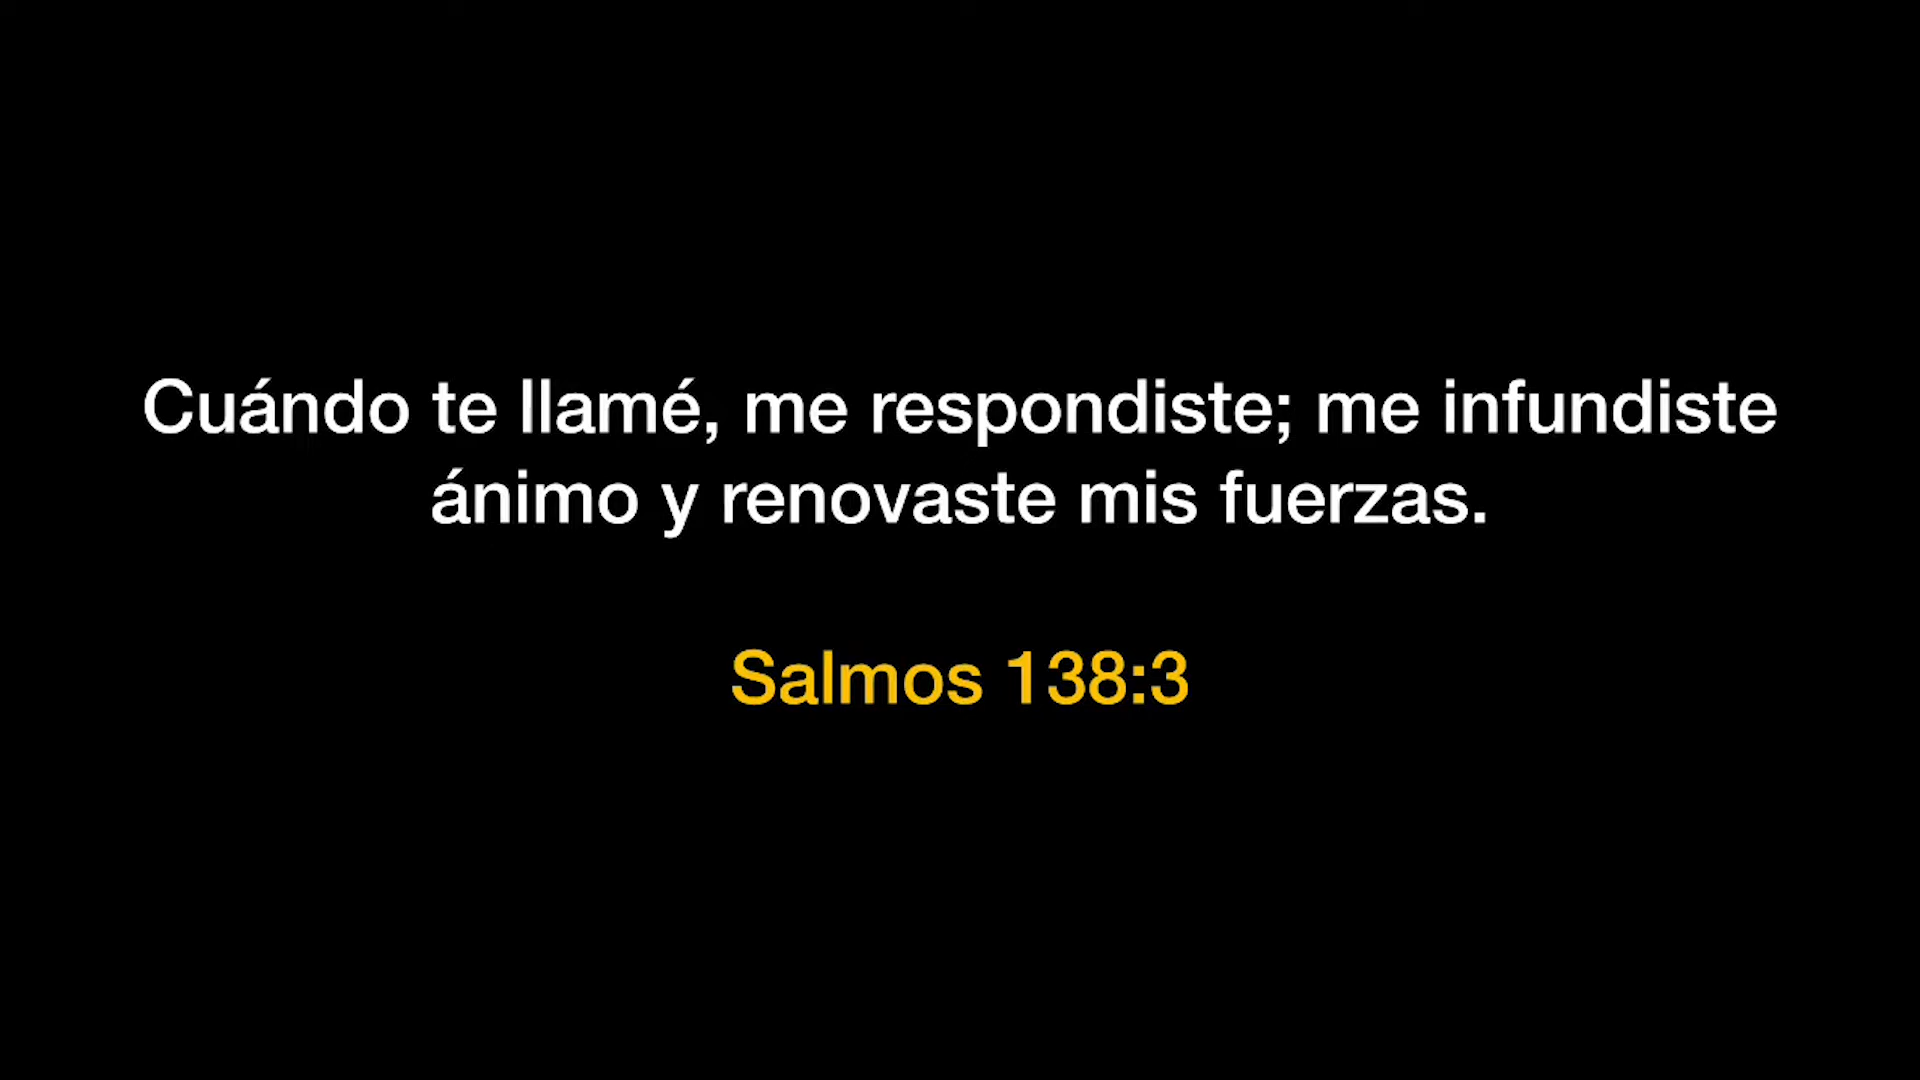 Cuándo te llamé, me respondiste; me infundiste
ánimo y renovaste mis fuerzas.
Salmos 138:3